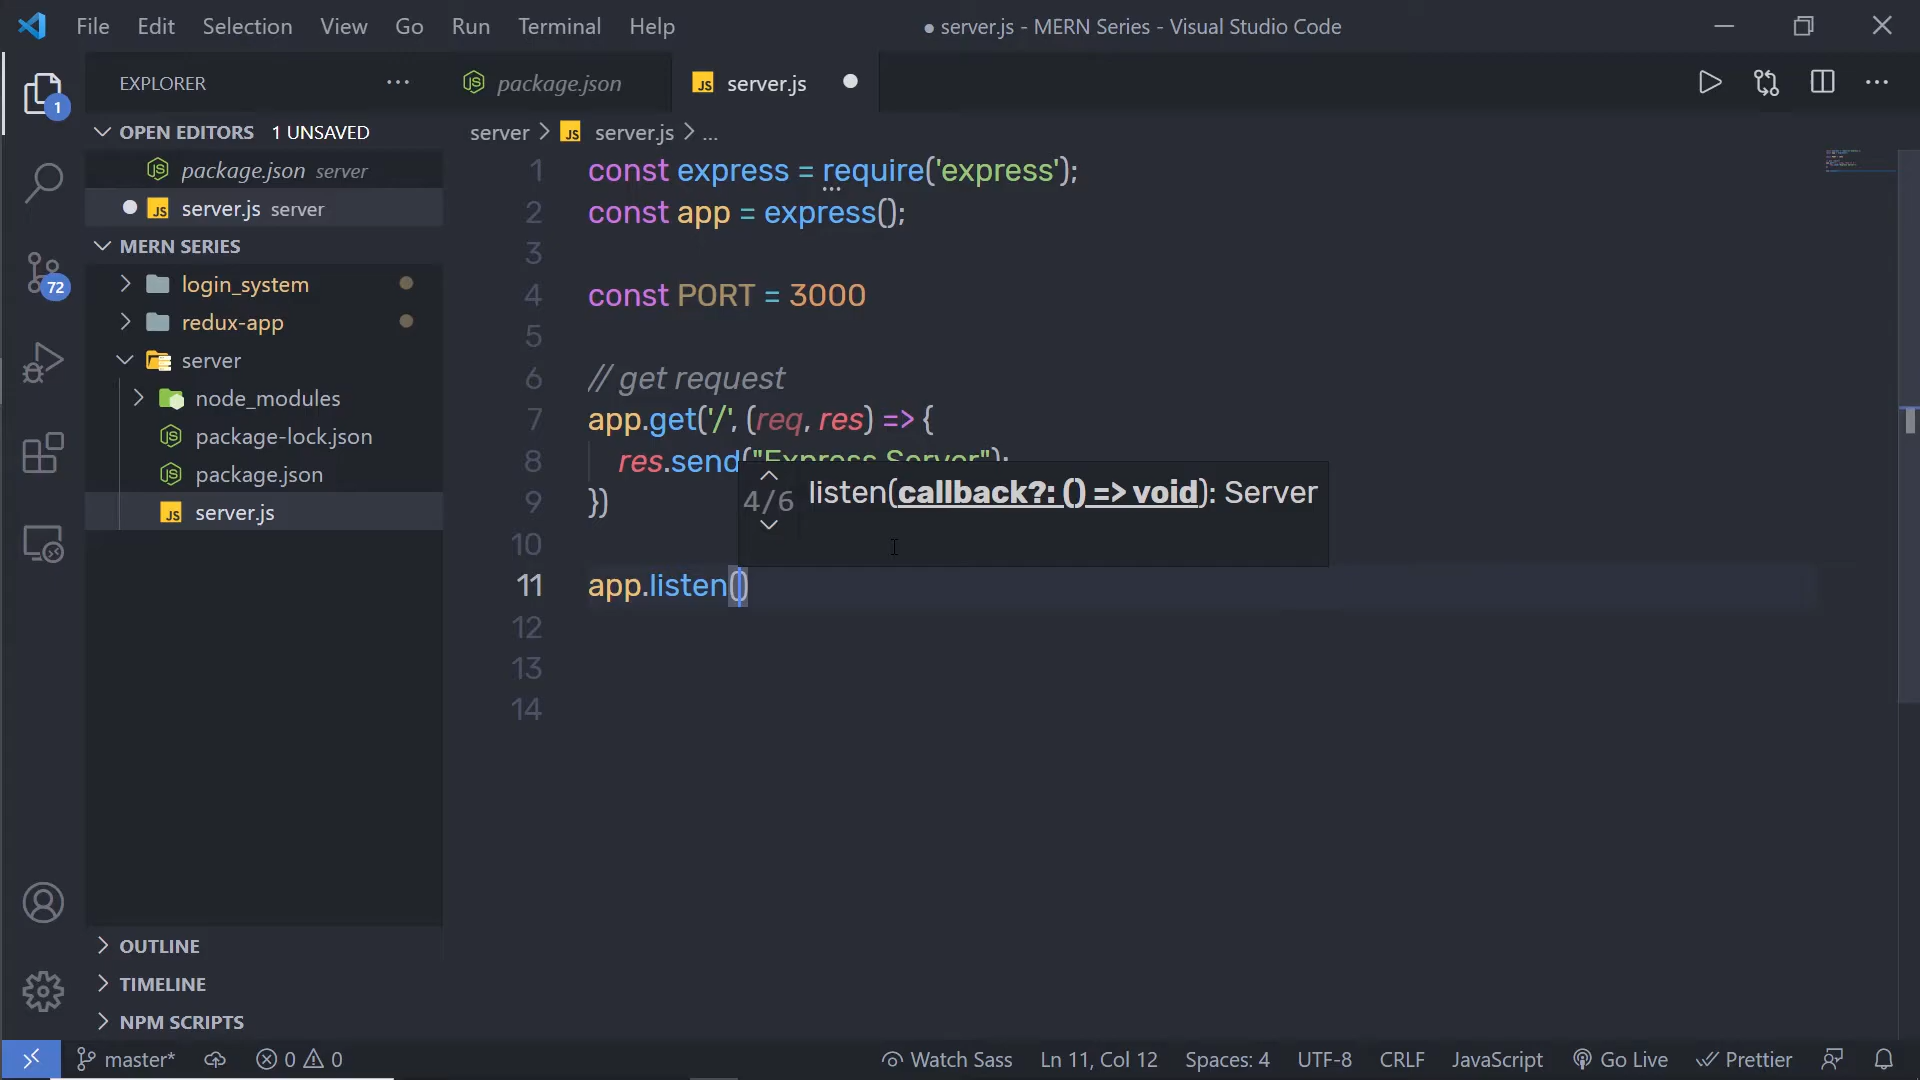 File Edit Selection View Go Run Terminal Help
● server.js - MERN Series - Visual Studio Code
EXPLORER
1
OPEN EDITORS 1 UNSAVED
package.json server
server.js server
MERN SERIES
login_system
redux-app
server
node_modules
package-lock.json
package.json
server.js
72
OUTLINE
TIMELINE
NPM SCRIPTS
package.json
JS server.js
server > JS server.js > ...
1 const express = require('express');
2 const app = express();
3
4 const PORT = 3000
5
6 // get request
7 app.get('/', (req, res) => {
8 res.send("Express Server");
9 })
10
11 app.listen()
12
13
14
4/6 listen(callback?: () => void): Server
master* 0 0 Watch Sass Ln 11, Col 12 Spaces: 4 UTF-8 CRLF JavaScript Go Live Prettier